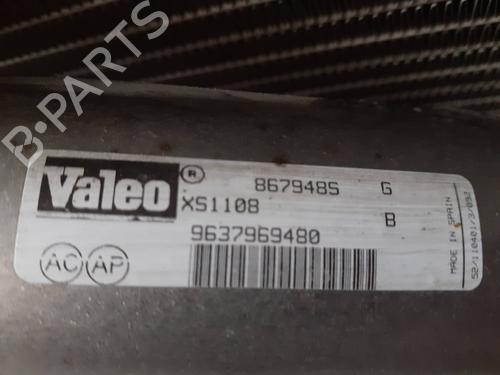 B-PARTS
Valeo ® 867948S G
XS1108 B
9637969480
AC AP
MADE IN SPAIN